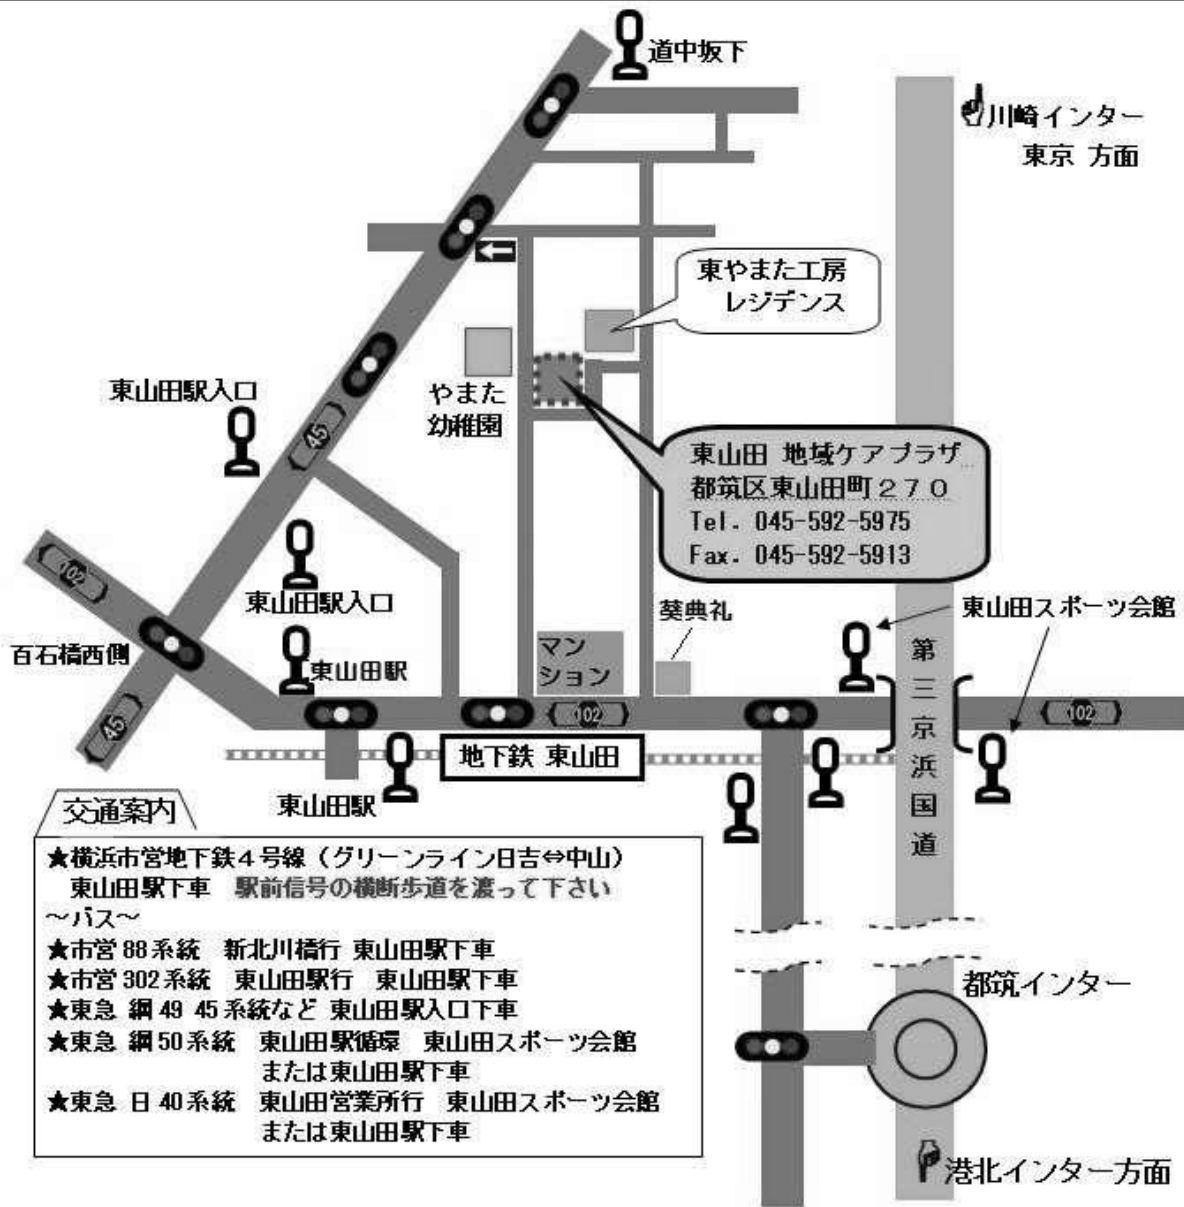 道中坂下
川崎インター
東京 方面
東やまた工房
レジデンス
東山田駅入口
やまた
幼稚園
45
東山田 地域ケアプラザ
都筑区東山田町２７０
Tel. 045-592-5975
Fax. 045-592-5913
102
東山田駅入口
葵典礼
東山田スポーツ会館
百石橋西側
東山田駅
マン
ション
第三京浜国道
45
102
102
地下鉄 東山田
東山田駅
交通案内
★横浜市営地下鉄４号線（グリーンライン日吉⇔中山）
東山田駅下車 駅前信号の横断歩道を渡って下さい
～バス～
★市営 88系統 新北川橋行 東山田駅下車
★市営 302系統 東山田駅行 東山田駅下車
★東急 綱 49 45系統など 東山田駅入口下車
★東急 綱 50系統 東山田駅循環 東山田スポーツ会館
または東山田駅下車
★東急 日 40系統 東山田営業所行 東山田スポーツ会館
または東山田駅下車
都筑インター
港北インター方面